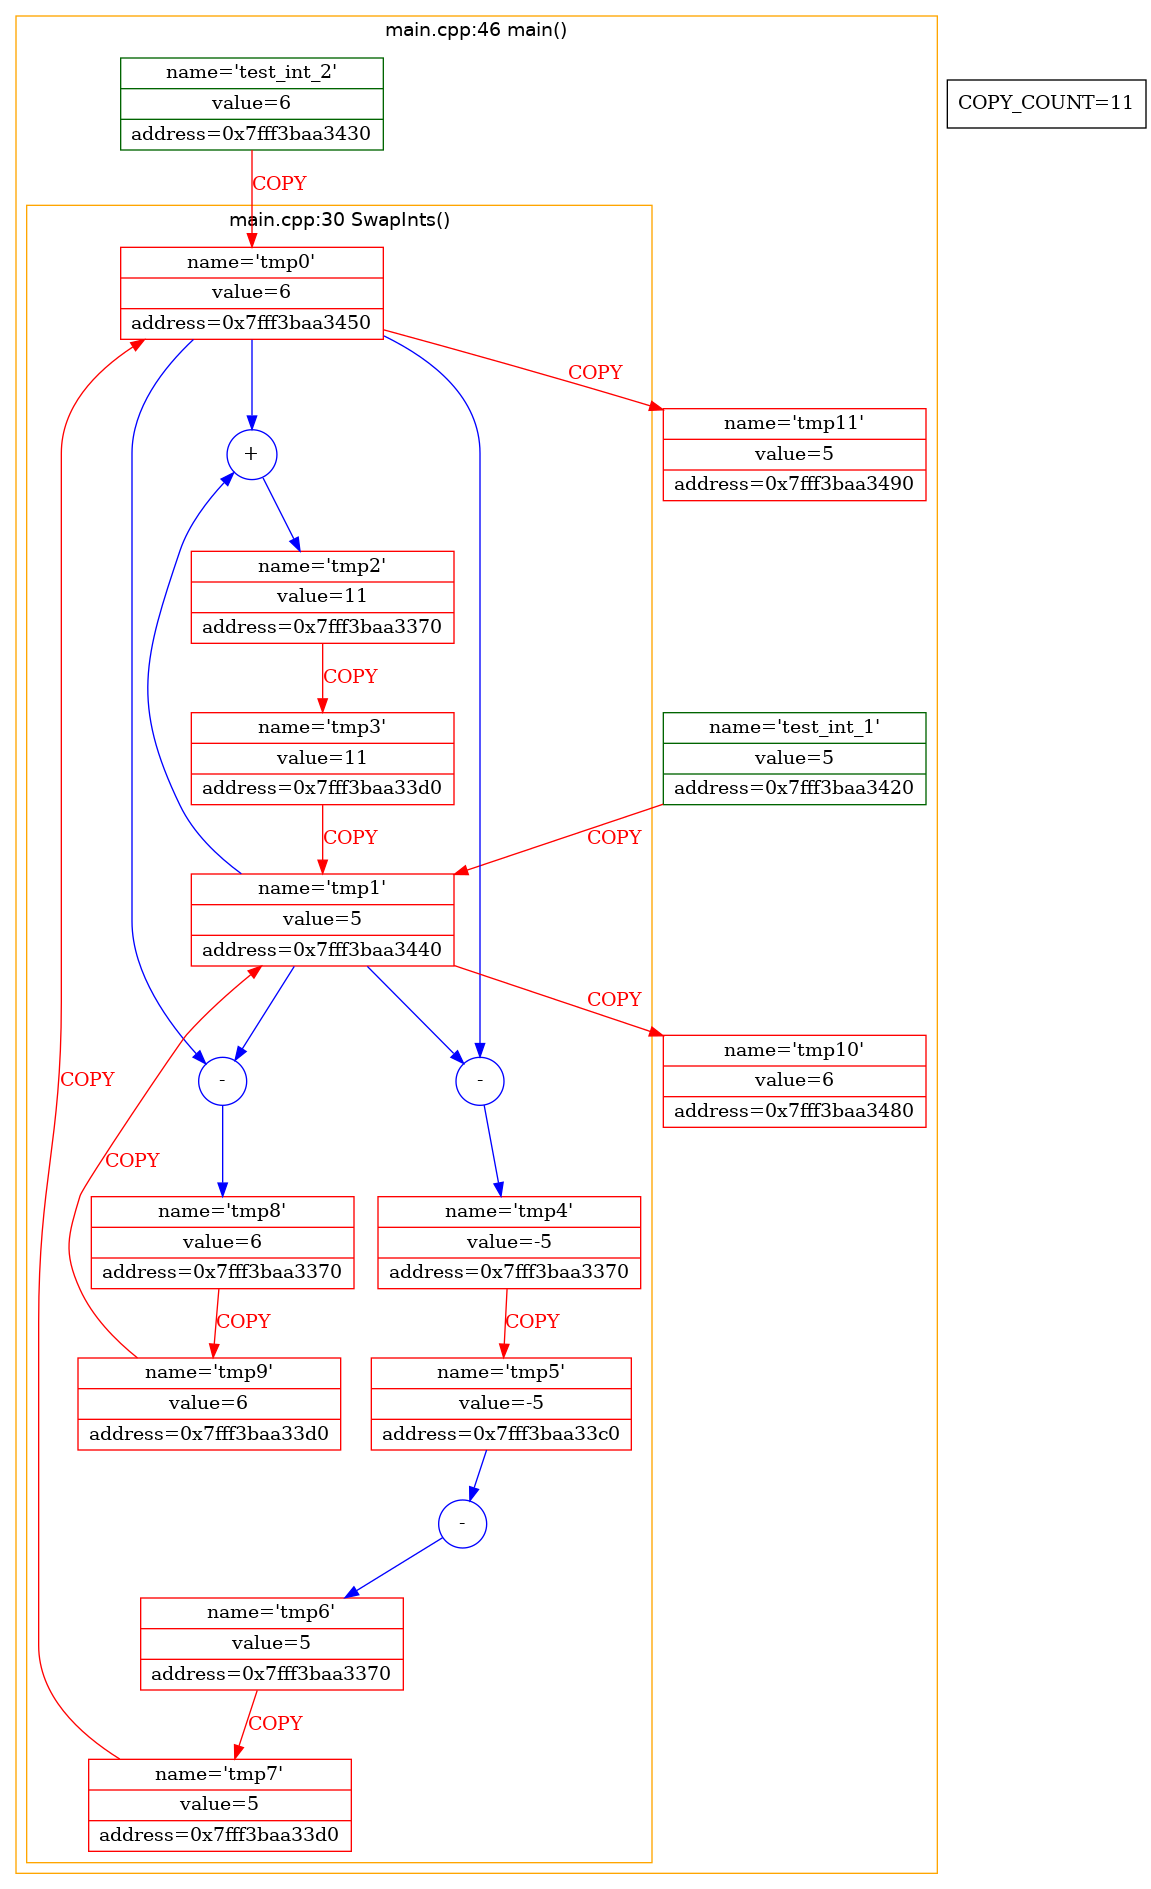 main.cpp:46 main()
name='test_int_2'
value=6
address=0x7fff3baa3430
COPY_COUNT=11
COPY
main.cpp:30 SwapInts()
name='tmp0'
value=6
address=0x7fff3baa3450
COPY
name='tmp11'
value=5
address=0x7fff3baa3490
+
name='tmp2'
value=11
address=0x7fff3baa3370
COPY
name='tmp3'
value=11
address=0x7fff3baa33d0
name='test_int_1'
value=5
address=0x7fff3baa3420
COPY
COPY
name='tmp1'
value=5
address=0x7fff3baa3440
COPY
name='tmp10'
value=6
address=0x7fff3baa3480
COPY
-
-
COPY
name='tmp8'
value=6
address=0x7fff3baa3370
name='tmp4'
value=-5
address=0x7fff3baa3370
COPY
COPY
name='tmp9'
value=6
address=0x7fff3baa33d0
name='tmp5'
value=-5
address=0x7fff3baa33c0
-
name='tmp6'
value=5
address=0x7fff3baa3370
COPY
name='tmp7'
value=5
address=0x7fff3baa33d0